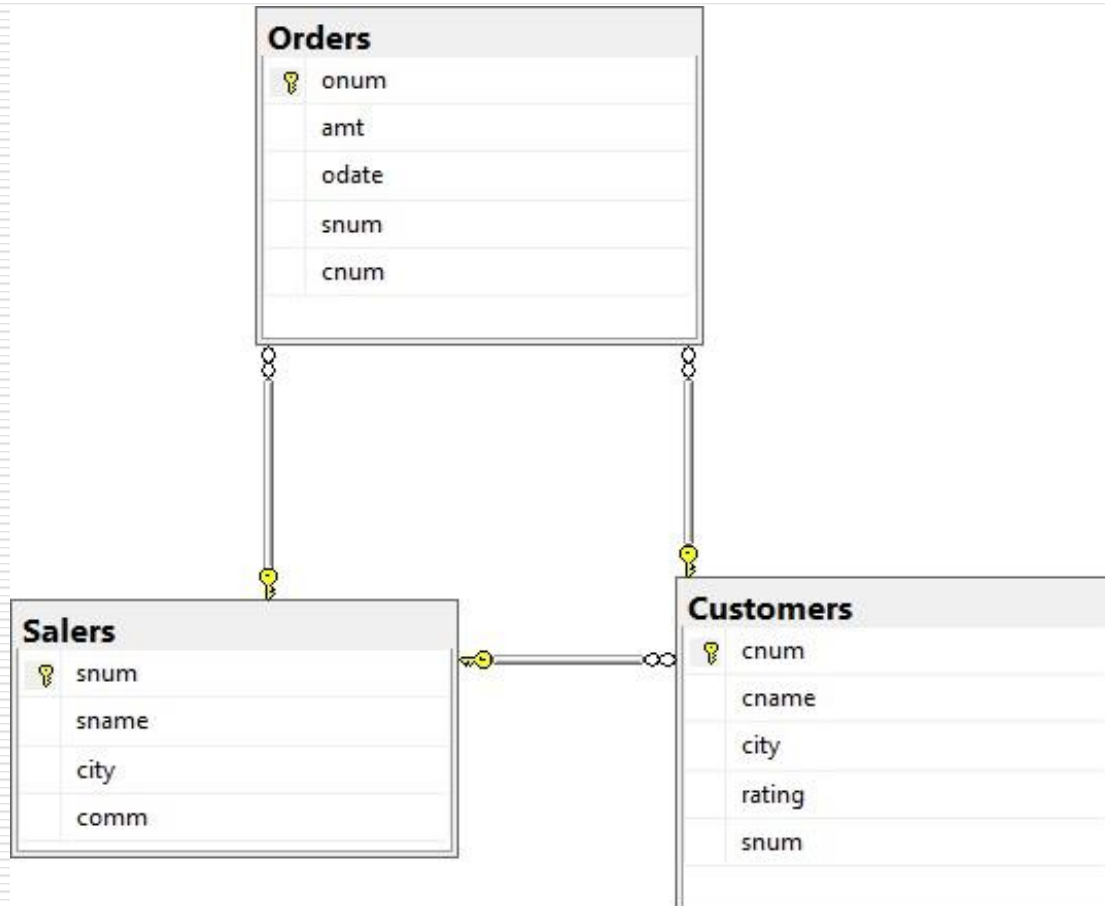 Orders
onum
amt
odate
snum
cnum
Salers
snum
sname
city
comm
Customers
cnum
cname
city
rating
snum